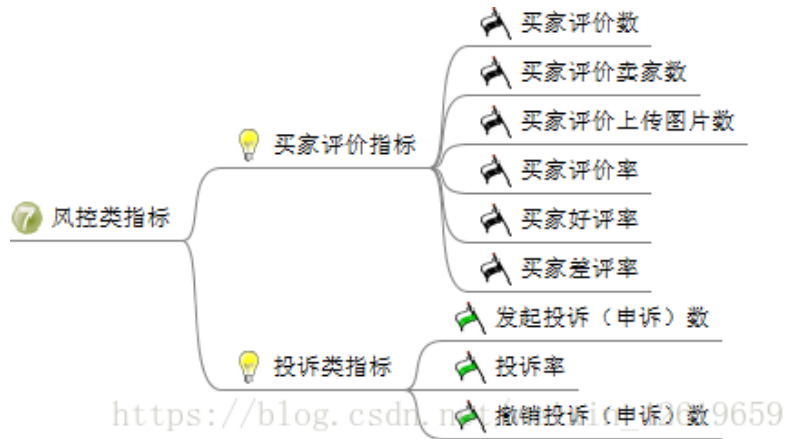 买家评价数
买家评价卖家数
买家评价上传图片数
买家评价指标
买家评价率
7 风控类指标
买家好评率
买家差评率
发起投诉（申诉）数
投诉类指标
投诉率
撤销投诉（申诉）数
https://blog.csdn.n
9659